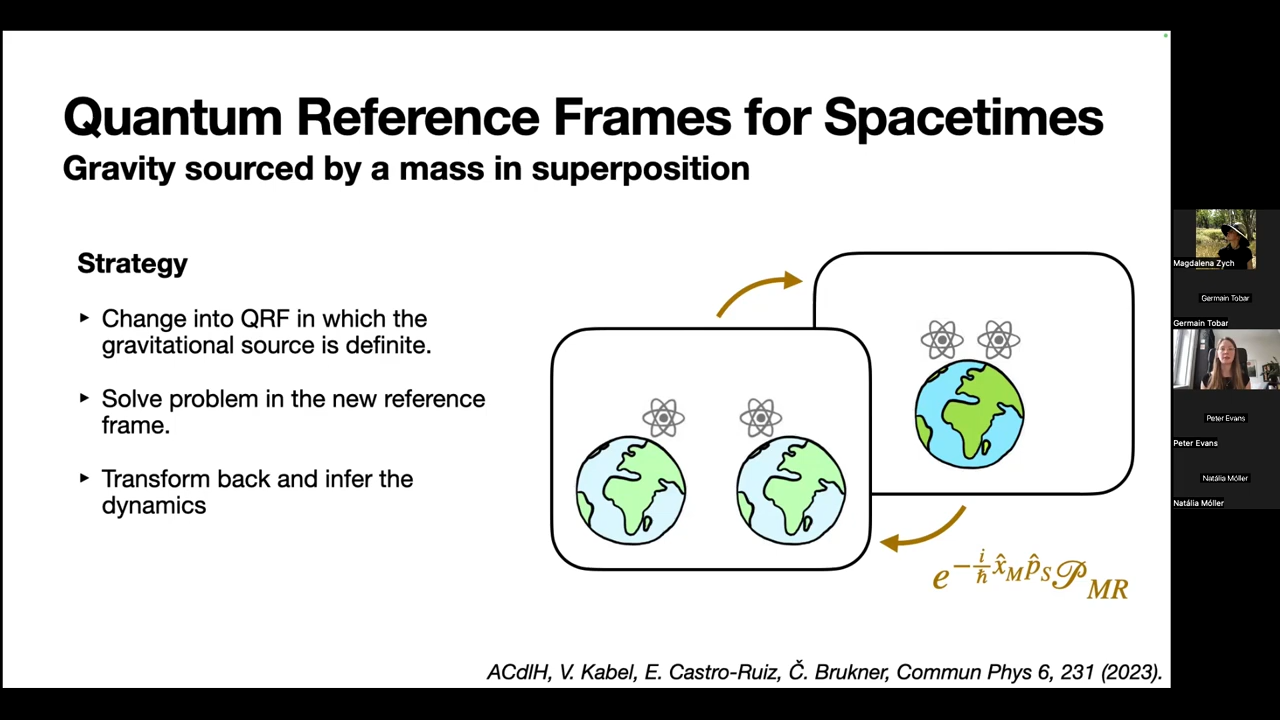 Quantum Reference Frames for Spacetimes
Gravity sourced by a mass in superposition
Strategy
‣ Change into QRF in which the
gravitational source is definite.
‣ Solve problem in the new reference
frame.
‣ Transform back and infer the
dynamics
e^{-\frac{i}{\hbar}\hat{x}_M\hat{p}_S}𝒫_{MR}
ACdlH, V. Kabel, E. Castro-Ruiz, Č. Brukner, Commun Phys 6, 231 (2023).
Magdalena Zych
Germain Tobar
Germain Tobar
Peter Evans
Peter Evans
Natália Móller
Natália Móller